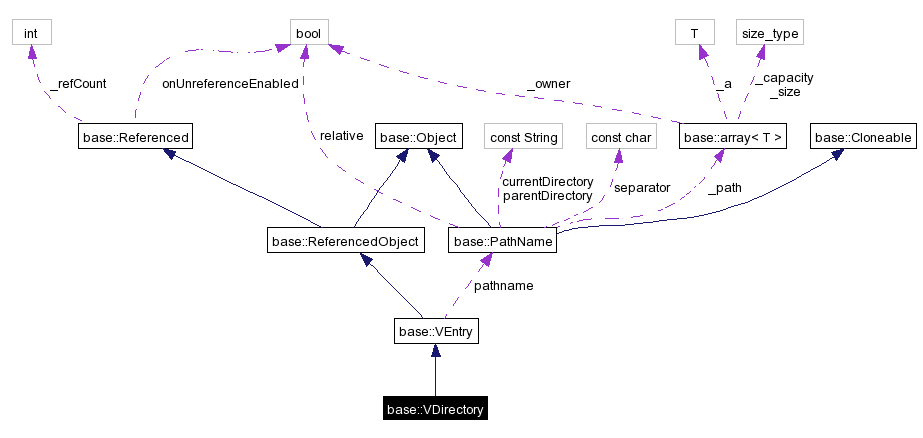 int
bool
T
size_type
_refCount
onUnreferenceEnabled
_owner
_a
_capacity
_size
base::Referenced
relative
base::Object
const String
const char
base::array< T >
base::Cloneable
currentDirectory
parentDirectory
separator
_path
base::ReferencedObject
base::PathName
pathname
base::VEntry
base::VDirectory